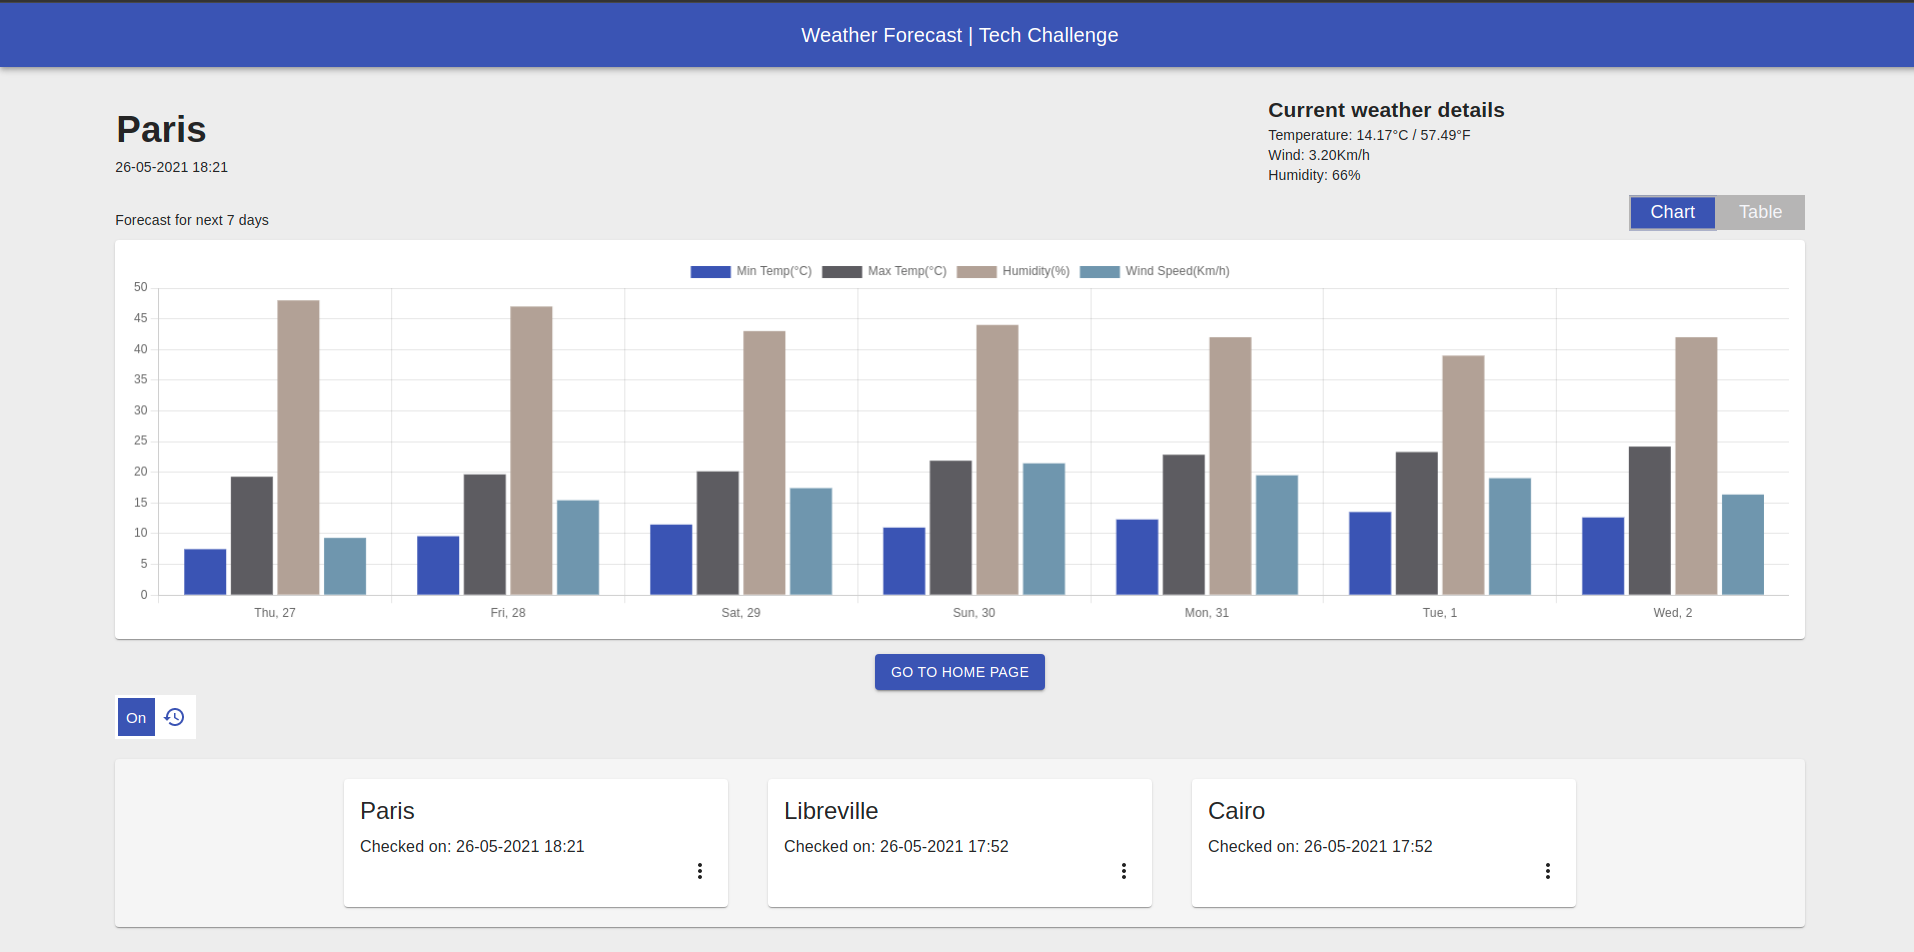 Weather Forecast | Tech Challenge
Paris
26-05-2021 18:21
Current weather details
Temperature: 14.17°C / 57.49°F
Wind: 3.20Km/h
Humidity: 66%
Forecast for next 7 days
Chart
Table
Min Temp(°C) Max Temp(°C) Humidity(%) Wind Speed(Km/h)
50
45
40
35
30
25
20
15
10
5
0
Thu, 27 Fri, 28 Sat, 29 Sun, 30 Mon, 31 Tue, 1 Wed, 2
GO TO HOME PAGE
On
Paris
Checked on: 26-05-2021 18:21
Libreville
Checked on: 26-05-2021 17:52
Cairo
Checked on: 26-05-2021 17:52